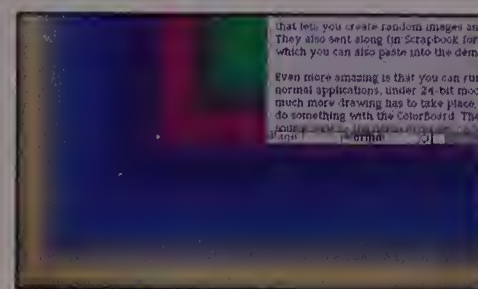 that lets you create random images an
They also sent along (in Scrapbook for
which you can also paste into the dem
Even more amazing is that you can run
normal applications, under 24-bit mod
much more drawing has to take place,
do something with the ColorBoard. The